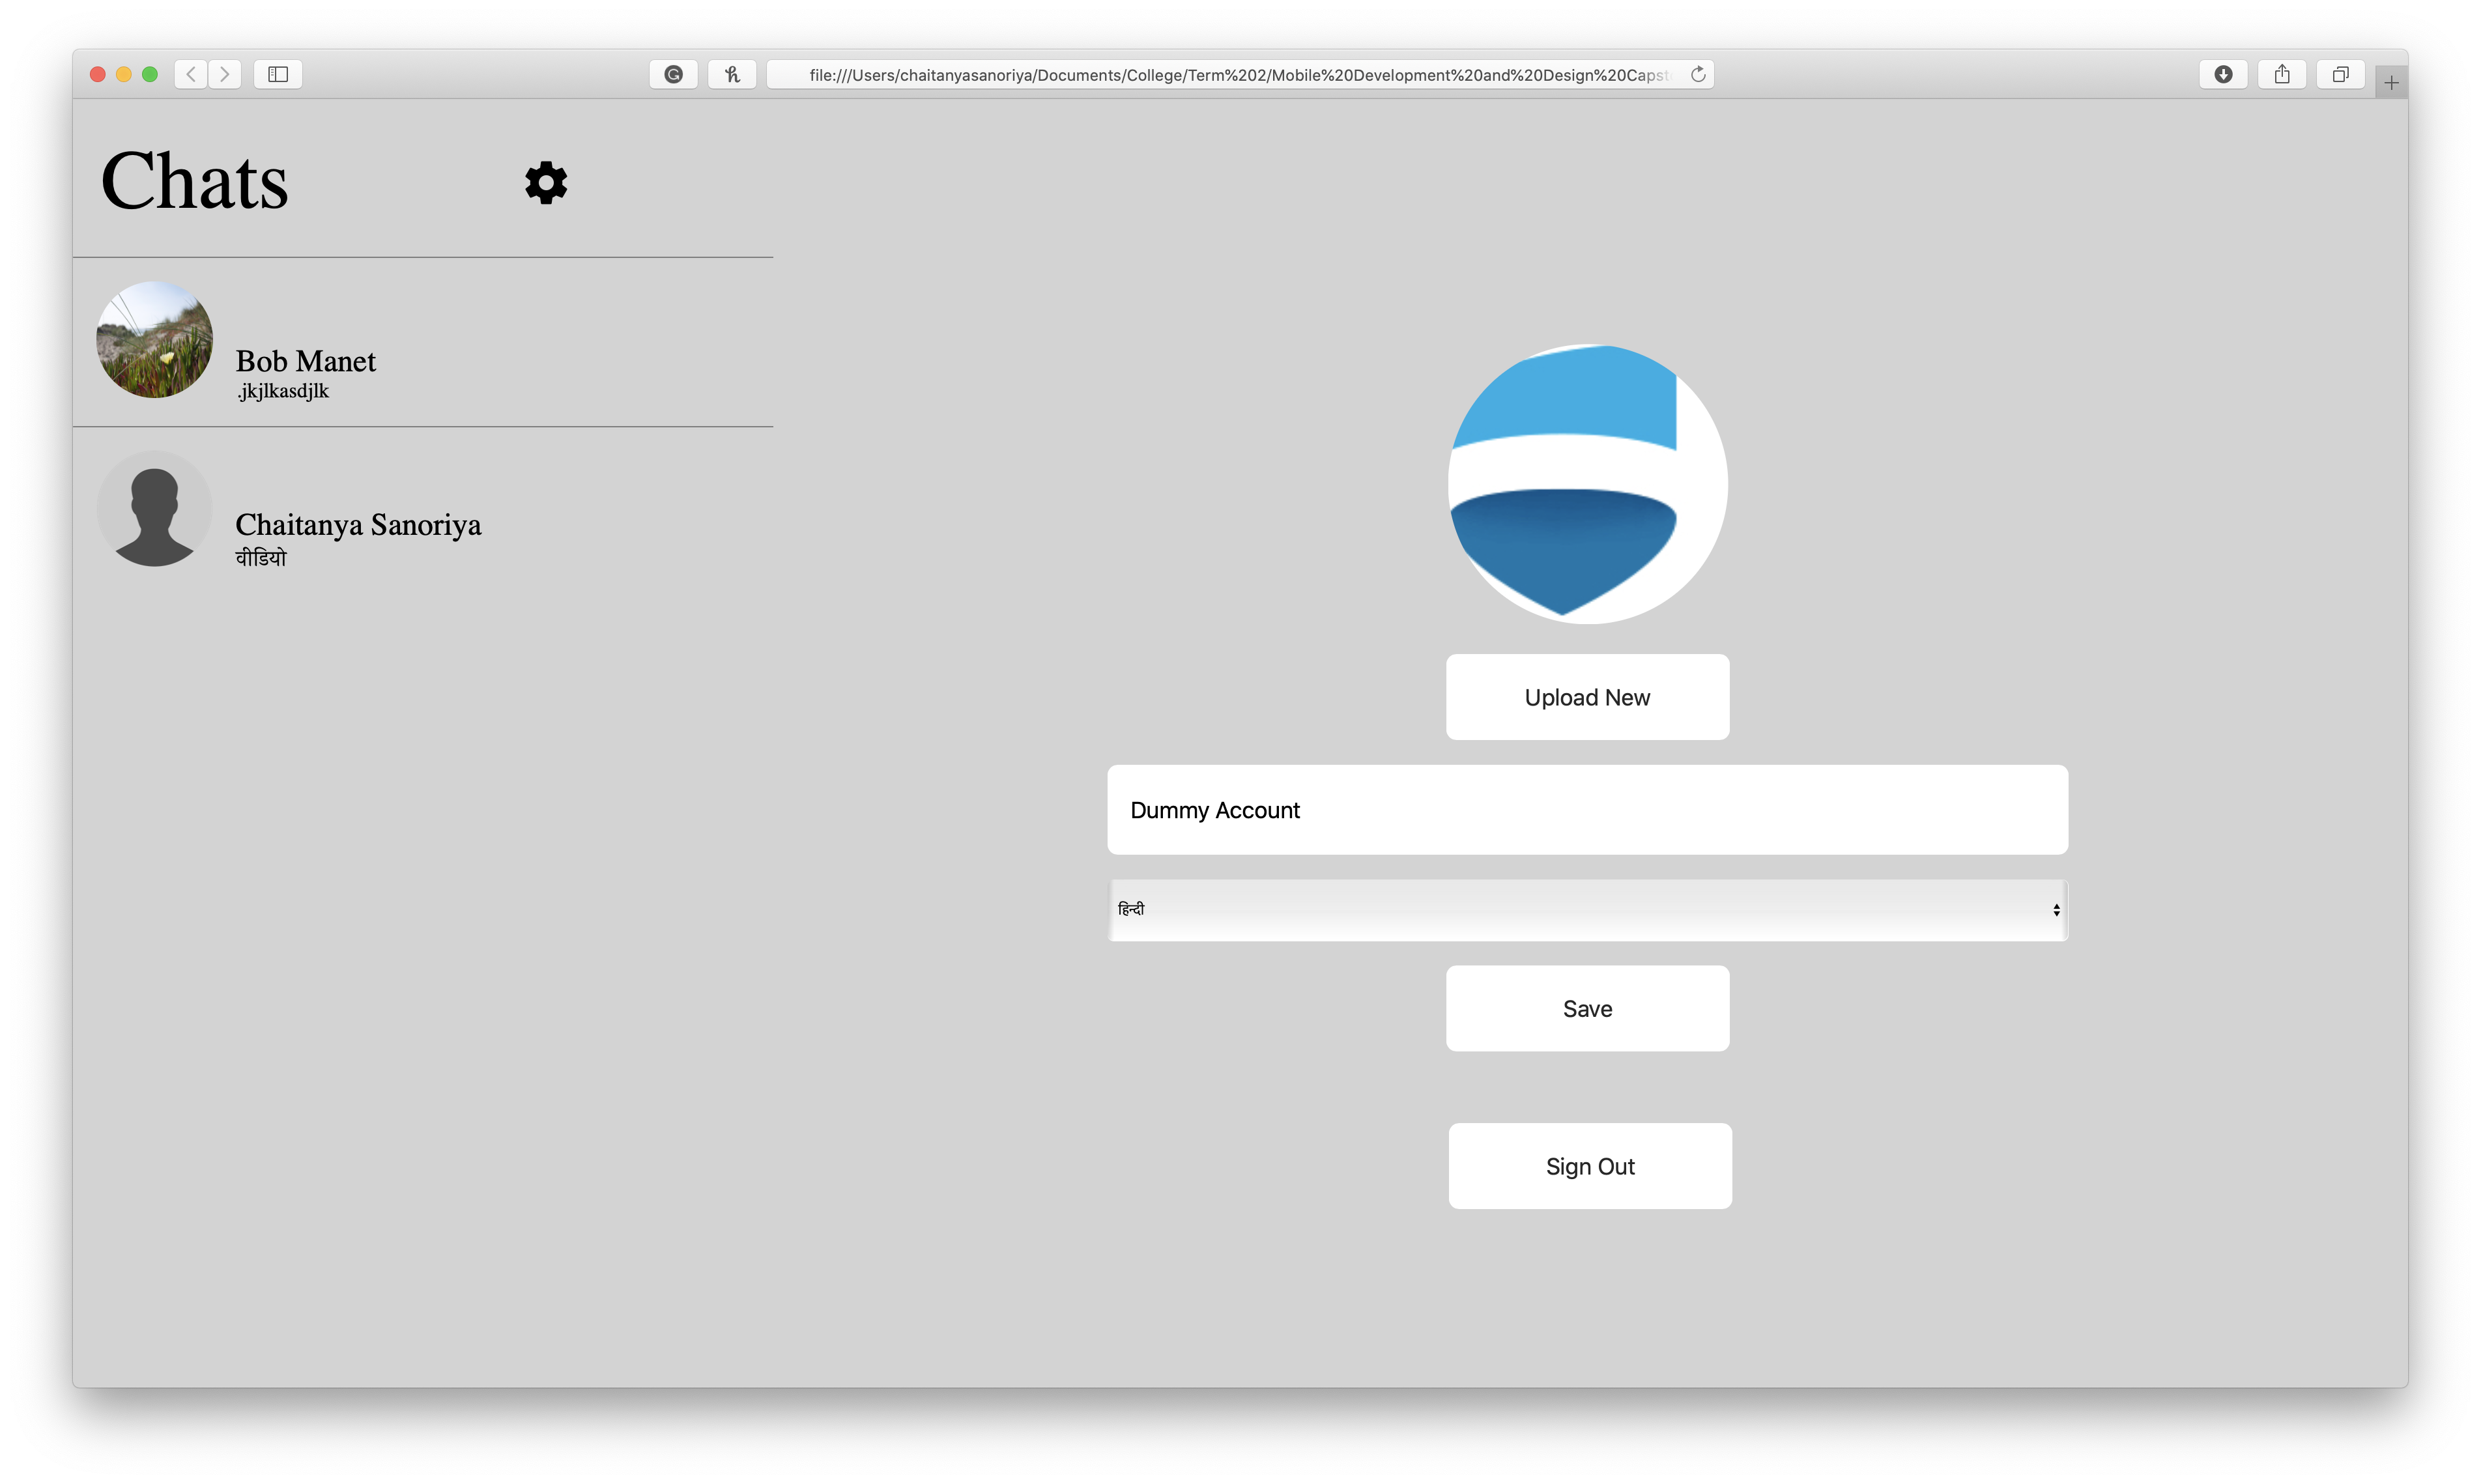 file:///Users/chaitanyasanoriya/Documents/College/Term%202/Mobile%20Development%20and%20Design%20Capst
Chats
Bob Manet
.jkjlkasdjlk
Chaitanya Sanoriya
वीडियो
Upload New
Dummy Account
हिन्दी
Save
Sign Out